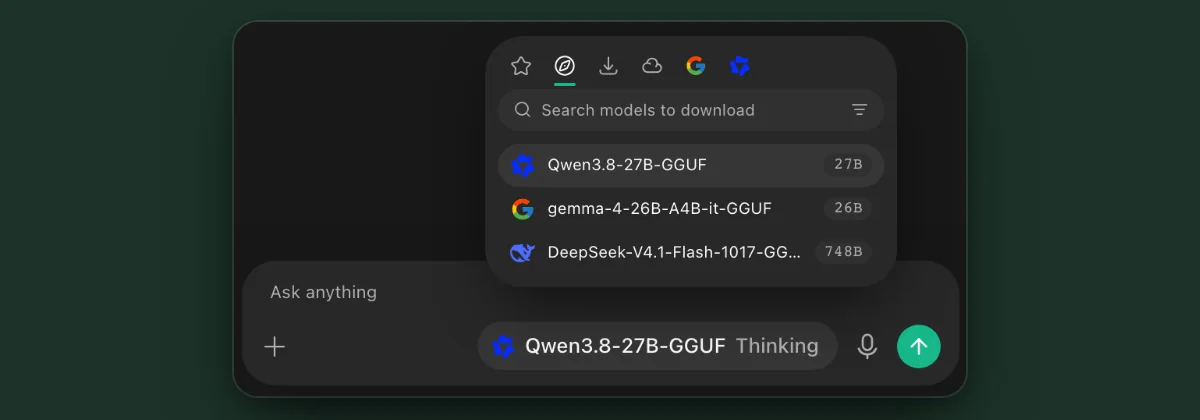 Search models to download
Qwen3.8-27B-GGUF 27B
gemma-4-26B-A4B-it-GGUF 26B
DeepSeek-V4.1-Flash-1017-GG... 748B
Ask anything
Qwen3.8-27B-GGUF Thinking